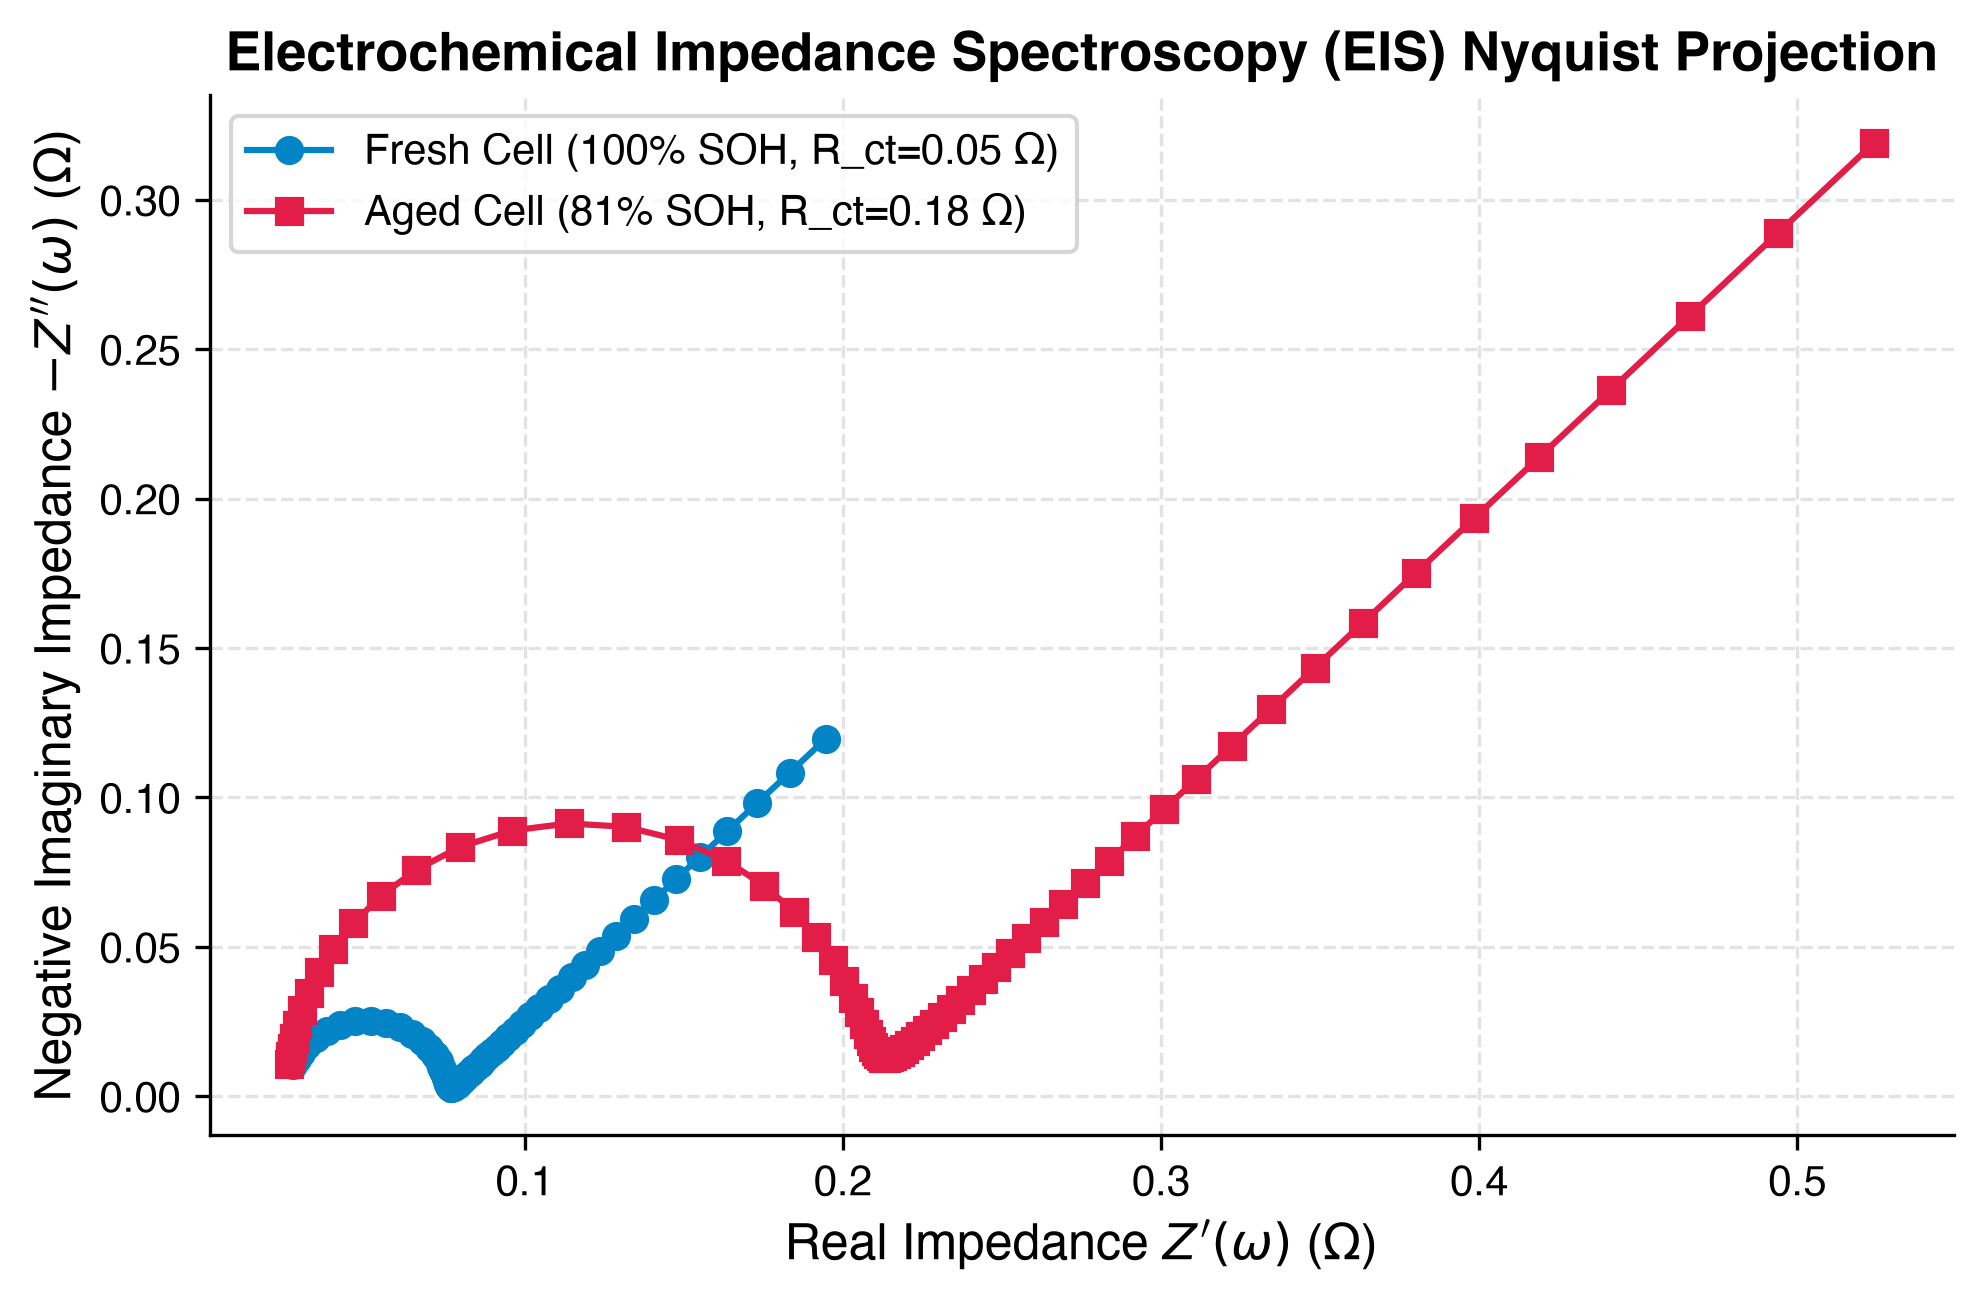 Electrochemical Impedance Spectroscopy (EIS) Nyquist Projection
Fresh Cell (100% SOH, R_ct=0.05 Ω)
Aged Cell (81% SOH, R_ct=0.18 Ω)
Negative Imaginary Impedance −Z′′(ω) (Ω)
0.30
0.25
0.20
0.15
0.10
0.05
0.00
0.1 0.2 0.3 0.4 0.5
Real Impedance Z′(ω) (Ω)